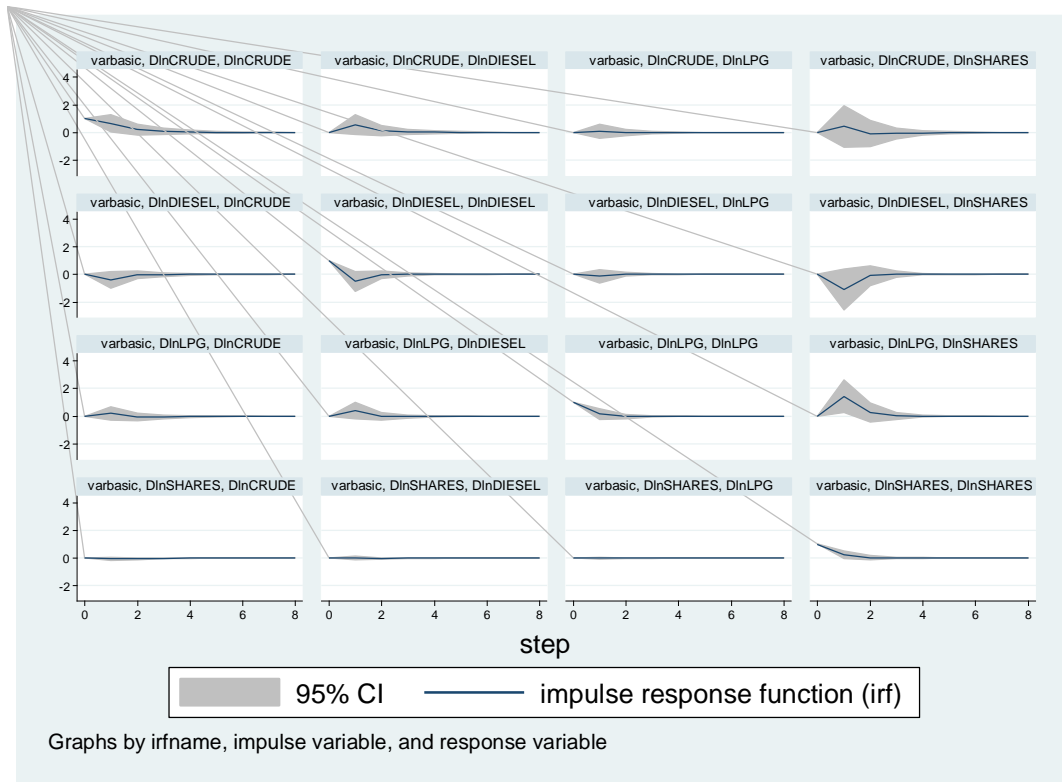 varbasic, DlnCRUDE, DlnCRUDE
varbasic, DlnCRUDE, DlnDIESEL
varbasic, DlnCRUDE, DlnLPG
varbasic, DlnCRUDE, DlnSHARES
4
2
0
-2
varbasic, DlnDIESEL, DlnCRUDE
varbasic, DlnDIESEL, DlnDIESEL
varbasic, DlnDIESEL, DlnLPG
varbasic, DlnDIESEL, DlnSHARES
4
2
0
-2
varbasic, DlnLPG, DlnCRUDE
varbasic, DlnLPG, DlnDIESEL
varbasic, DlnLPG, DlnLPG
varbasic, DlnLPG, DlnSHARES
4
2
0
-2
varbasic, DlnSHARES, DlnCRUDE
varbasic, DlnSHARES, DlnDIESEL
varbasic, DlnSHARES, DlnLPG
varbasic, DlnSHARES, DlnSHARES
4
2
0
-2
0 2 4 6 8
0 2 4 6 8
0 2 4 6 8
0 2 4 6 8
step
95% CI
impulse response function (irf)
Graphs by irfname, impulse variable, and response variable